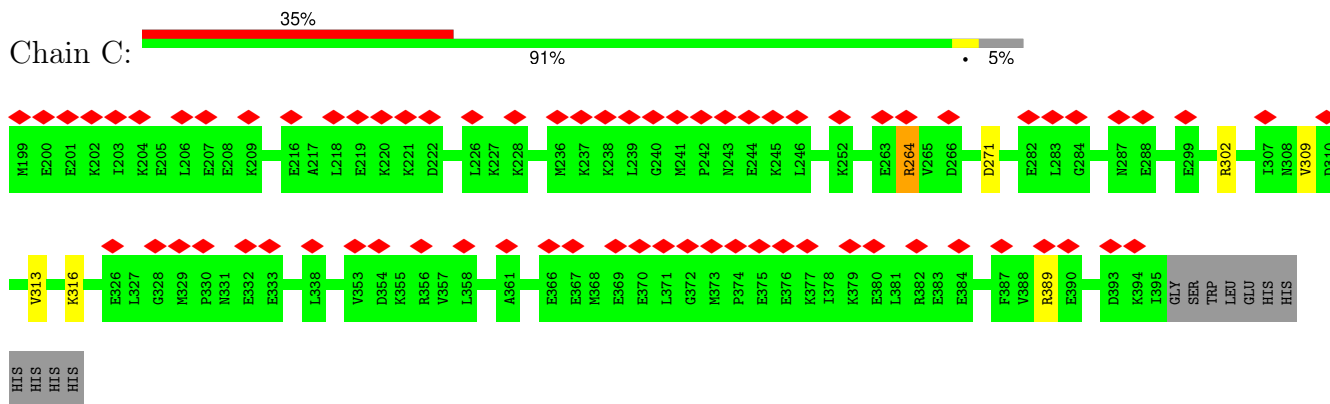 35%
Chain C:
91% • 5%
M199 E200 E201 K202 I203 K204 E205 L206 E207 E208 K209 E216 A217 L218 E219 K220 K221 D222 L226 K227 K228 M236 K237 K238 L239 G240 M241 P242 N243 E244 K245 L246 K252 E263 R264 V265 D266 D271 E282 L283 G284 N287 E288 E299 R302 I307 N308 V309 D310
V313 K316 E326 L327 G328 M329 P330 N331 E332 E333 L338 V353 D354 K355 R356 V357 L358 A361 E366 E367 M368 E369 E370 L371 G372 M373 P374 E375 E376 K377 I378 K379 E380 L381 R382 E383 E384 F387 V388 R389 E390 D393 K394 I395 GLY SER TRP LEU GLU HIS HIS
HIS HIS HIS HIS